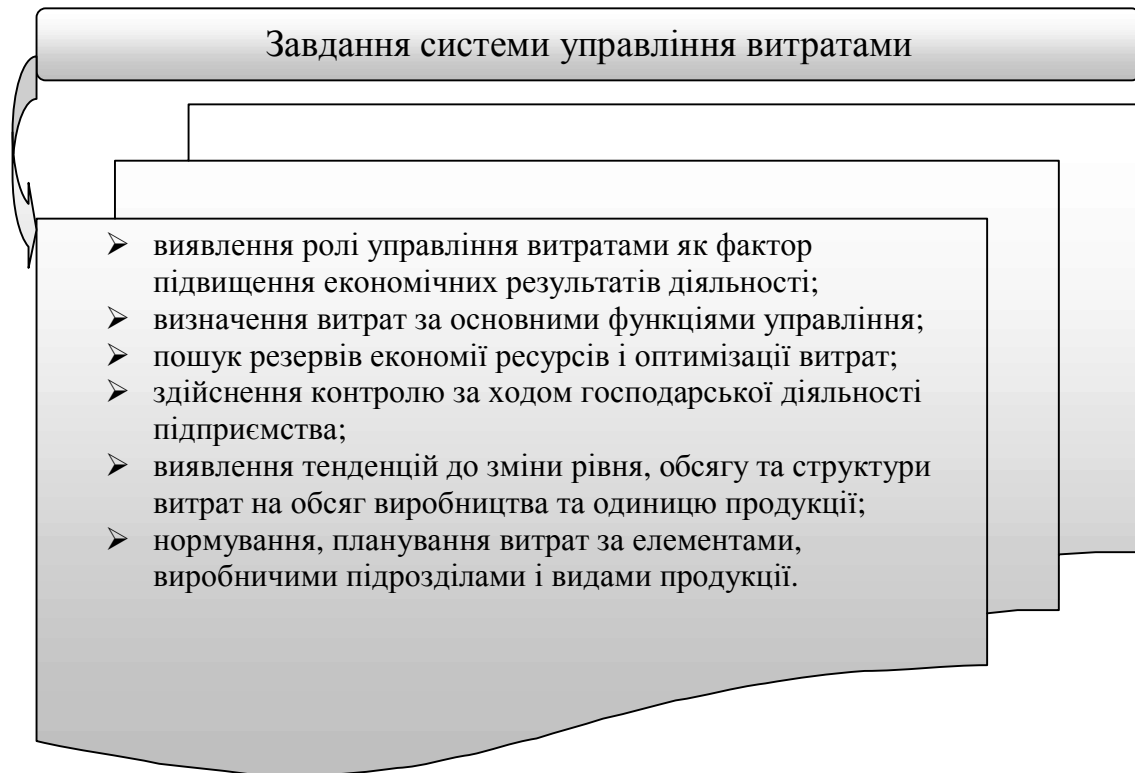 Завдання системи управління витратами
➢ виявлення ролі управління витратами як фактор
підвищення економічних результатів діяльності;
➢ визначення витрат за основними функціями управління;
➢ пошук резервів економії ресурсів і оптимізації витрат;
➢ здійснення контролю за ходом господарської діяльності
підприємства;
➢ виявлення тенденцій до зміни рівня, обсягу та структури
витрат на обсяг виробництва та одиницю продукції;
➢ нормування, планування витрат за елементами,
виробничими підрозділами і видами продукції.